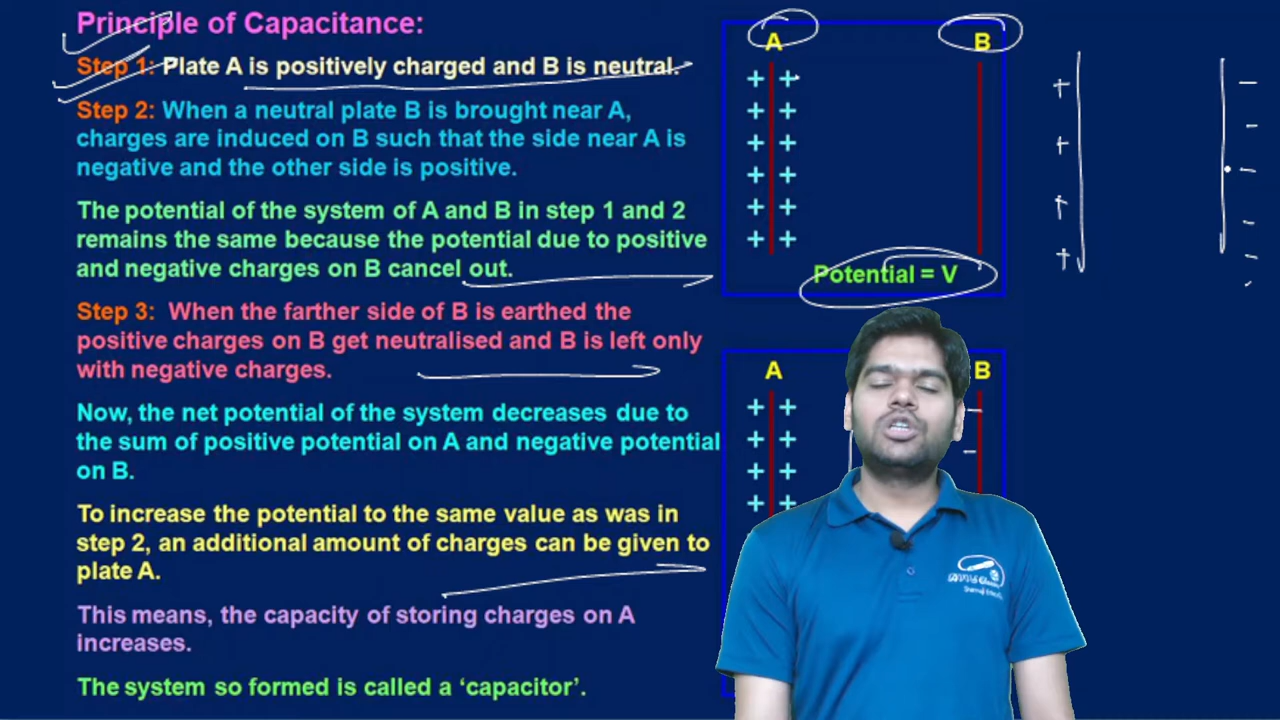 Principle of Capacitance:
Step 1: Plate A is positively charged and B is neutral.
Step 2: When a neutral plate B is brought near A,
charges are induced on B such that the side near A is
negative and the other side is positive.
The potential of the system of A and B in step 1 and 2
remains the same because the potential due to positive
and negative charges on B cancel out.
Step 3: When the farther side of B is earthed the
positive charges on B get neutralised and B is left only
with negative charges.
Now, the net potential of the system decreases due to
the sum of positive potential on A and negative potential
on B.
To increase the potential to the same value as was in
step 2, an additional amount of charges can be given to
plate A.
This means, the capacity of storing charges on A
increases.
The system so formed is called a ‘capacitor’.
A B
+ +
+ +
+ +
+ +
+ +
+ +
Potential = V
+ −
+ −
+ −
+ −
−
A B
+ + −
+ + −
+ +
+ +